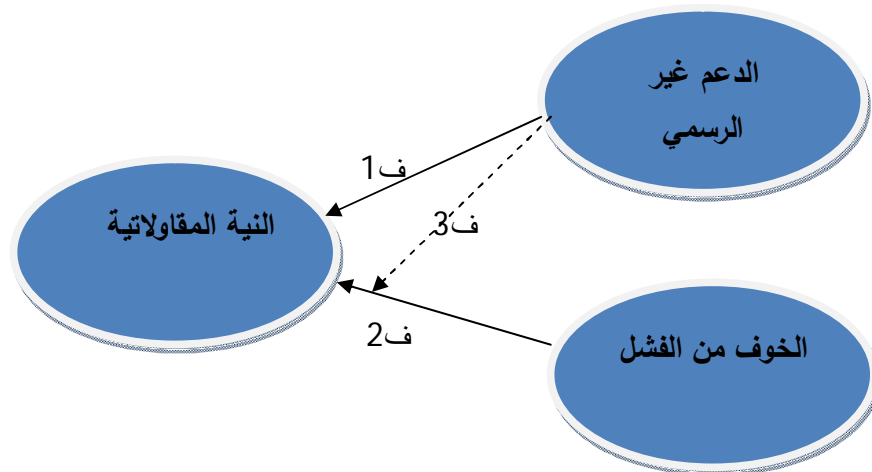 الدعم غير
الرسمي
ف1
النية المقاولاتية
ف3
ف2
الخوف من الفشل